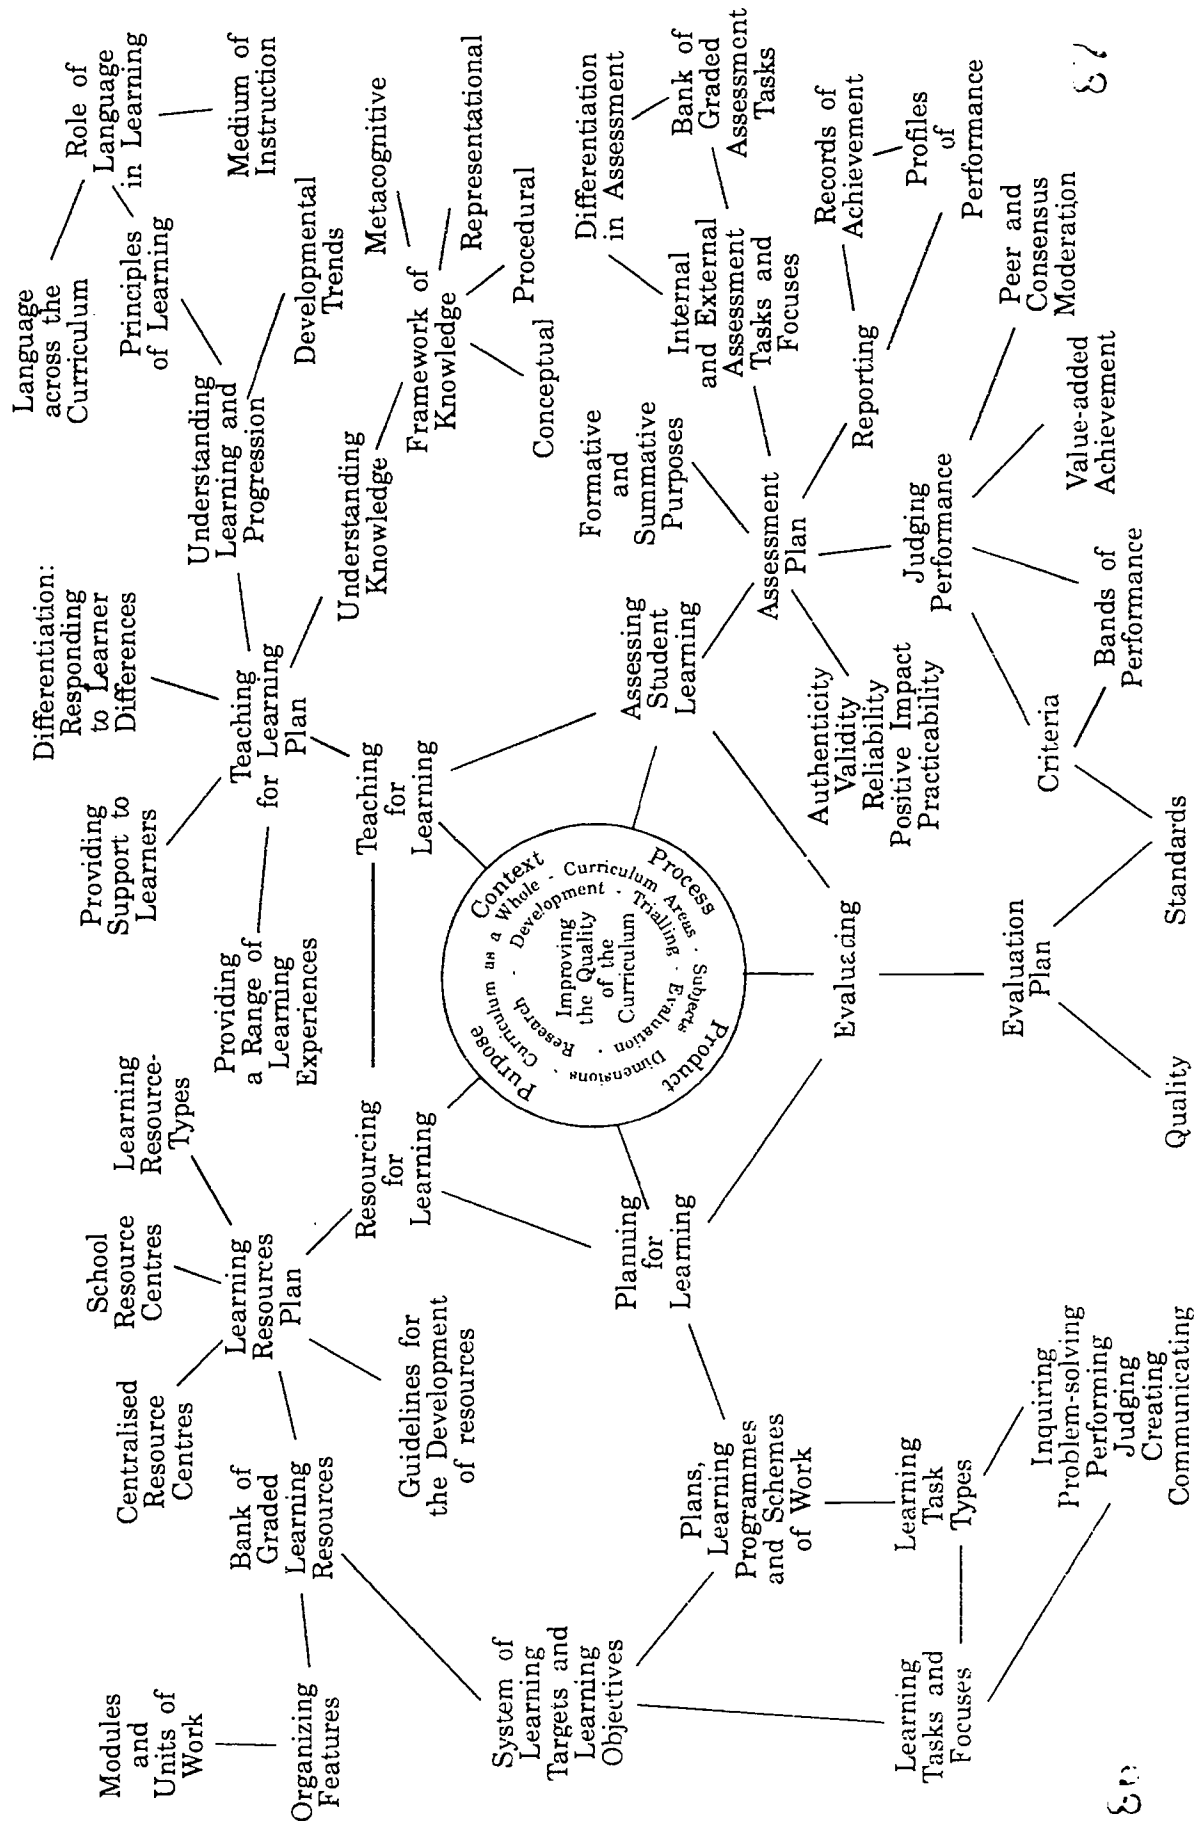 Modules
and
Units of
Work
Organizing
Features
Centralised
Resource
Centres
School
Resource
Centres
Learning
Resource-
Types
Bank of
Graded
Learning
Resources
Learning
Resources
Plan
Guidelines for
the Development
of resources
Resourcing
for
Learning
Providing
Support to
Learners
Differentiation:
Responding
to Learner
Differences
Providing
a Range of
Learning
Experiences
Teaching
for Learning
Plan
Teaching
for
Learning
Language
across the
Curriculum
Role of
Language
in Learning
Principles
of Learning
Medium of
Instruction
Understanding
Learning and
Progression
Developmental
Trends
Understanding
Knowledge
Framework of
Knowledge
Metacognitive
Representational
Procedural
Conceptual
System of
Learning
Targets and
Learning
Objectives
Plans,
Learning
Programmes
and Schemes
of Work
Planning
for
Learning
Purpose
Context
Process
Product
Curriculum as a Whole - Curriculum Areas - Subjects - Dimensions -
Research - Development - Trialling - Evaluation -
Improving
the Quality
of the
Curriculum
Assessing
Student
Learning
Formative
and
Summative
Purposes
Internal
and External
Assessment
Tasks and
Focuses
Differentiation
in Assessment
Bank of
Graded
Assessment
Tasks
Assessment
Plan
Reporting
Records of
Achievement
Profiles
of
Performance
Authenticity
Validity
Reliability
Positive Impact
Practicability
Judging
Performance
Peer and
Consensus
Moderation
Value-added
Achievement
Bands of
Performance
Criteria
Evaluating
Evaluation
Plan
Quality
Standards
Learning
Tasks and
Focuses
Learning
Task
Types
Inquiring
Problem-solving
Performing
Judging
Creating
Communicating